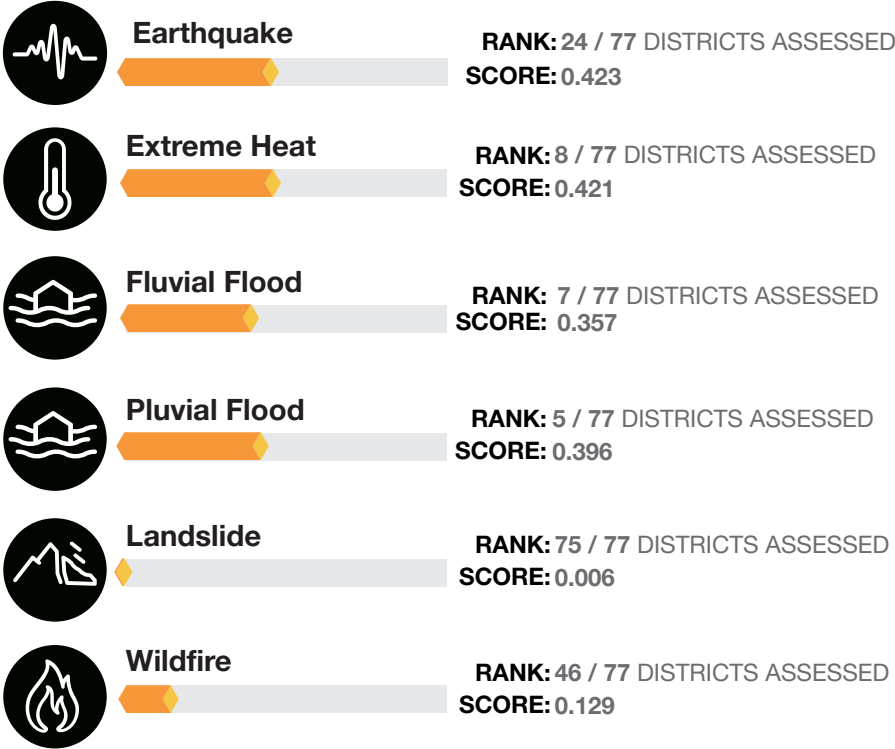 Earthquake
RANK: 24 / 77 DISTRICTS ASSESSED
SCORE: 0.423
Extreme Heat
RANK: 8 / 77 DISTRICTS ASSESSED
SCORE: 0.421
Fluvial Flood
RANK: 7 / 77 DISTRICTS ASSESSED
SCORE: 0.357
Pluvial Flood
RANK: 5 / 77 DISTRICTS ASSESSED
SCORE: 0.396
Landslide
RANK: 75 / 77 DISTRICTS ASSESSED
SCORE: 0.006
Wildfire
RANK: 46 / 77 DISTRICTS ASSESSED
SCORE: 0.129